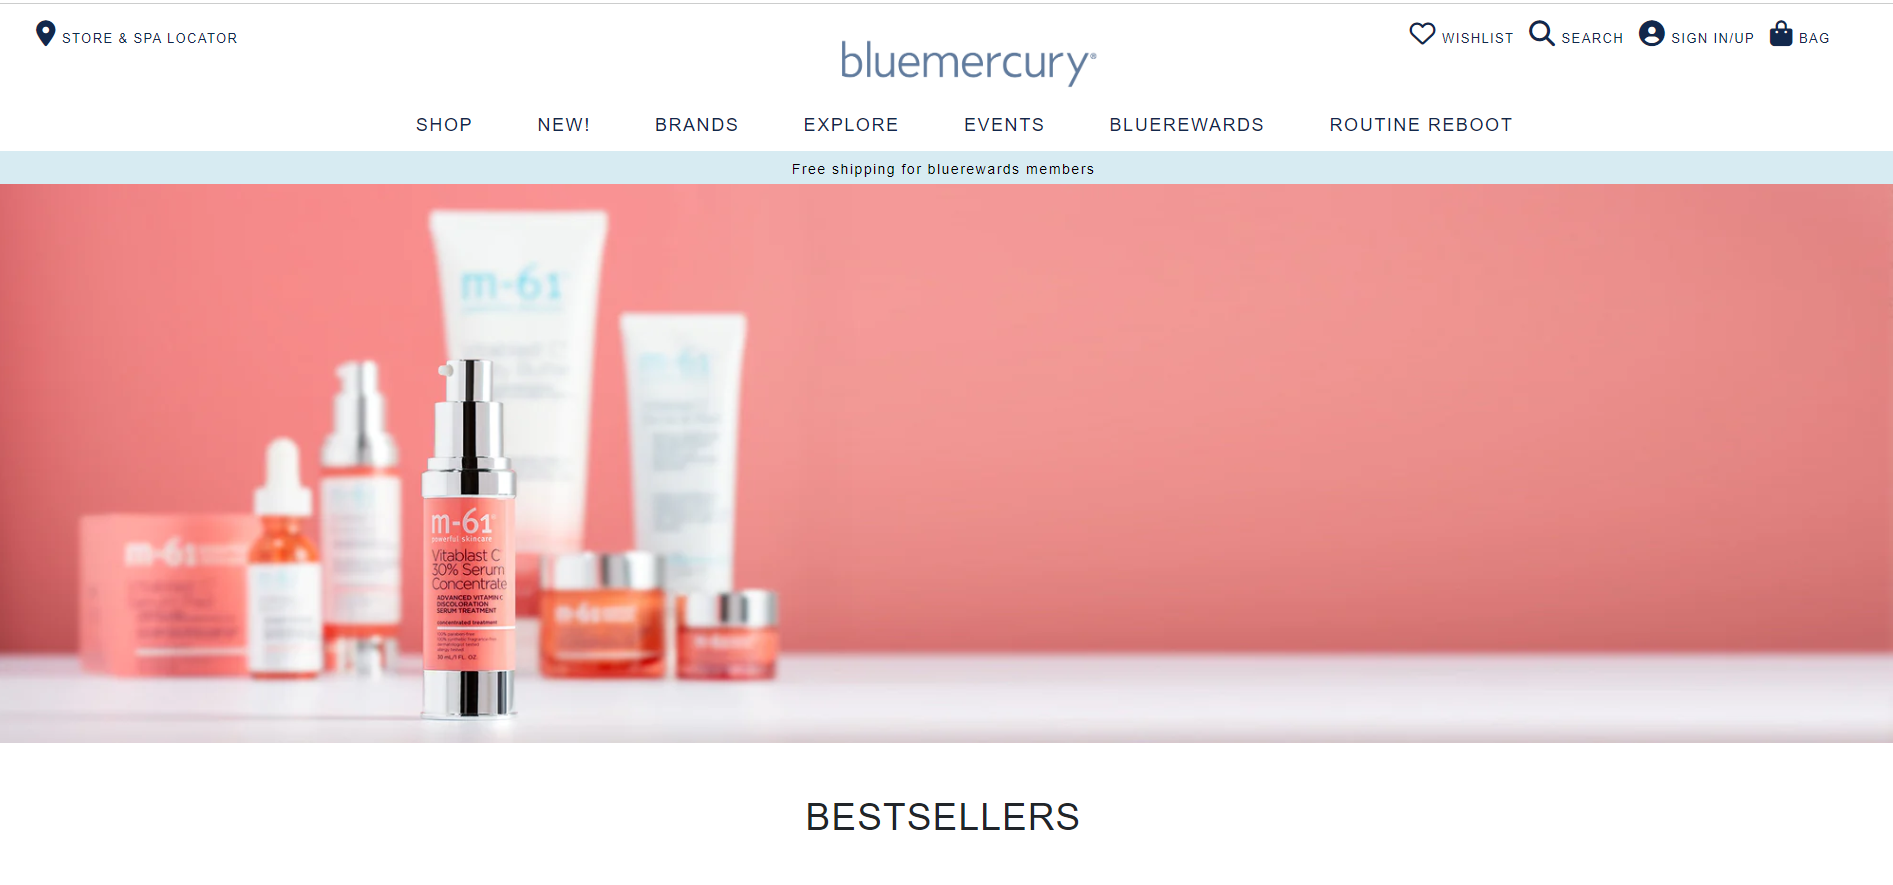 STORE & SPA LOCATOR
bluemercury®
WISHLIST
SEARCH
SIGN IN/UP
BAG
SHOP
NEW!
BRANDS
EXPLORE
EVENTS
BLUEREWARDS
ROUTINE REBOOT
Free shipping for bluerewards members
m-61
m-61
m-61
m-61
powerful skincare
Vitablast C
30% Serum
Concentrate
ADVANCED VITAMIN C
DISCOLORATION
SERUM TREATMENT
concentrated treatment
30 mL/1 FL. OZ.
m-61
BESTSELLERS